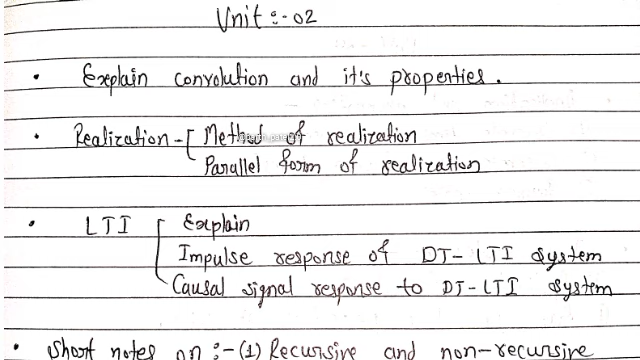 Unit :- 02
• Explain convolution and it's properties.
• Realization - [ Method of realization
Parallel form of realization
• LTI [ Explain
Impulse response of DT-LTI System
Causal signal response to DT-LTI System
• Short notes on :- (1) Recursive and non-recursive